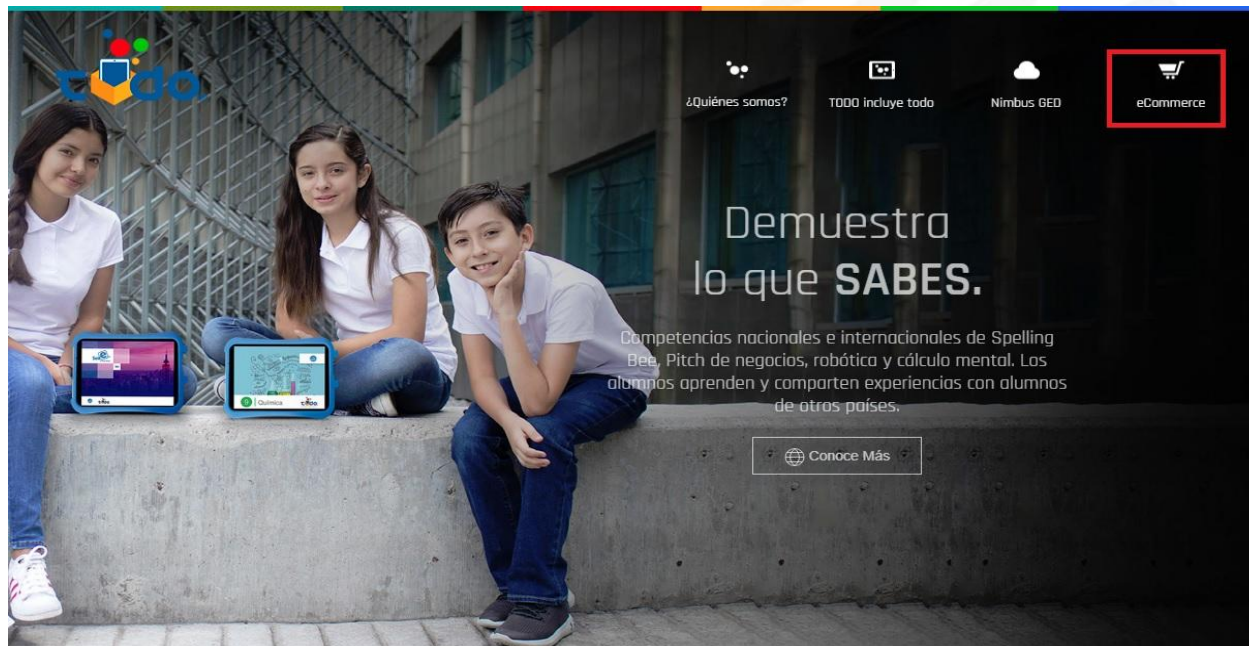 todo.
¿Quiénes somos?
TODO incluye todo
Nimbus GED
eCommerce
Demuestra
lo que SABES.
Competencias nacionales e internacionales de Spelling
Bee, Pitch de negocios, robótica y cálculo mental. Los
alumnos aprenden y comparten experiencias con alumnos
de otros países.
Conoce Más
Química
todo